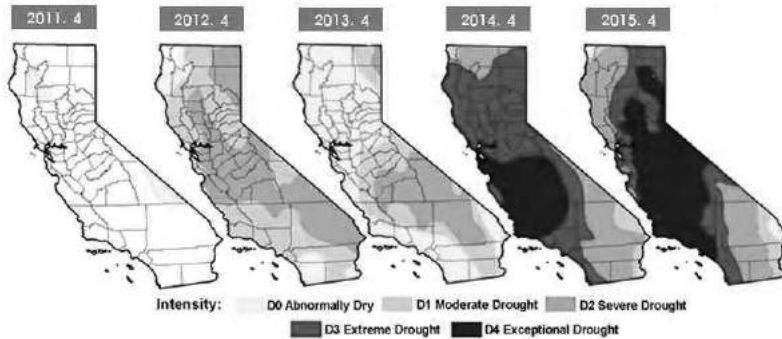 2011. 4 2012. 4 2013. 4 2014. 4 2015. 4
Intensity: D0 Abnormally Dry D1 Moderate Drought D2 Severe Drought
D3 Extreme Drought D4 Exceptional Drought